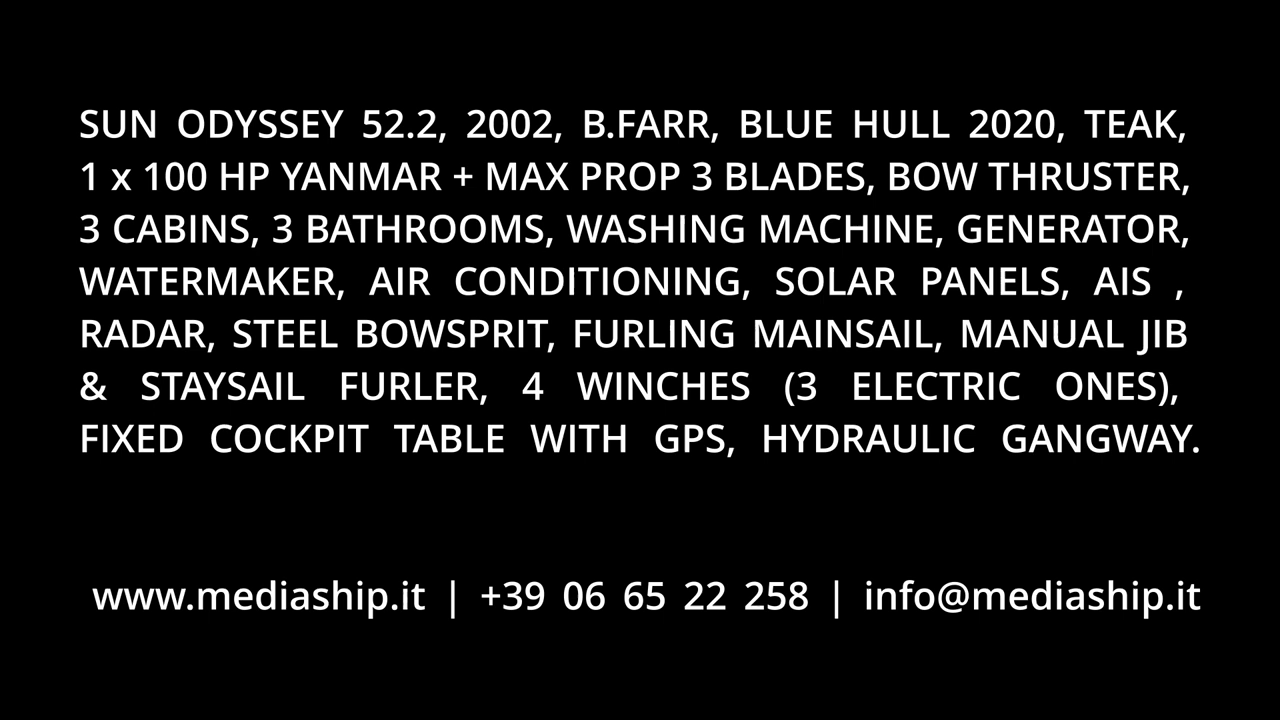 SUN ODYSSEY 52.2, 2002, B.FARR, BLUE HULL 2020, TEAK,
1 x 100 HP YANMAR + MAX PROP 3 BLADES, BOW THRUSTER,
3 CABINS, 3 BATHROOMS, WASHING MACHINE, GENERATOR,
WATERMAKER, AIR CONDITIONING, SOLAR PANELS, AIS ,
RADAR, STEEL BOWSPRIT, FURLING MAINSAIL, MANUAL JIB
& STAYSAIL FURLER, 4 WINCHES (3 ELECTRIC ONES),
FIXED COCKPIT TABLE WITH GPS, HYDRAULIC GANGWAY.
www.mediaship.it | +39 06 65 22 258 | info@mediaship.it